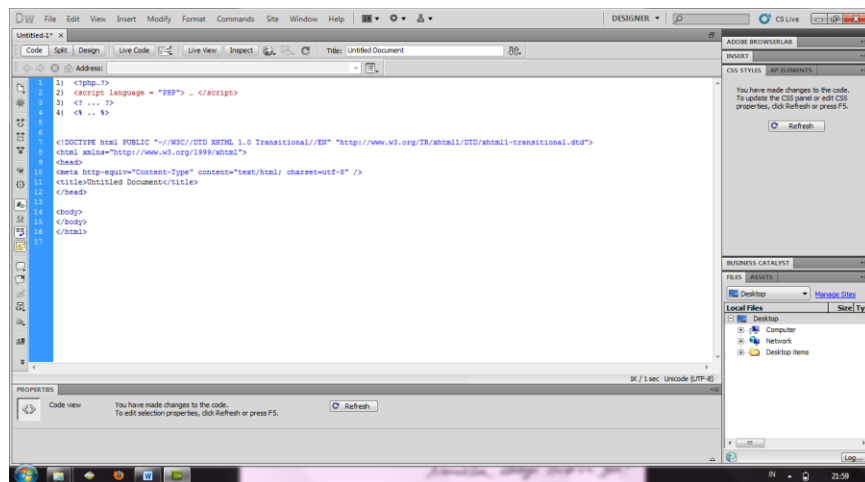 DW File Edit View Insert Modify Format Commands Site Window Help DESIGNER CS Live
Untitled-1* ×
Code Split Design Live Code Live View Inspect Title: Untitled Document
Address:
ADOBE BROWSERLAB
INSERT
CSS STYLES AP ELEMENTS
You have made changes to the code.
To update the CSS panel or edit CSS
properties, click Refresh or press F5.
Refresh
1 1) <?php…?>
2 2) <script language = "PHP"> … </script>
3 3) <? ... ?>
4 4) <% .. %>
5
6
7 <!DOCTYPE html PUBLIC "-//W3C//DTD XHTML 1.0 Transitional//EN" "http://www.w3.org/TR/xhtml1/DTD/xhtml1-transitional.dtd">
8 <html xmlns="http://www.w3.org/1999/xhtml">
9 <head>
10 <meta http-equiv="Content-Type" content="text/html; charset=utf-8" />
11 <title>Untitled Document</title>
12 </head>
13
14 <body>
15 </body>
16 </html>
17
1K / 1 sec Unicode (UTF-8)
BUSINESS CATALYST
FILES ASSETS
Desktop Manage Sites
Local Files Size Ty
Desktop
Computer
Network
Desktop items
Log...
PROPERTIES
Code view
You have made changes to the code.
To edit selection properties, click Refresh or press F5.
Refresh
IN 21:59